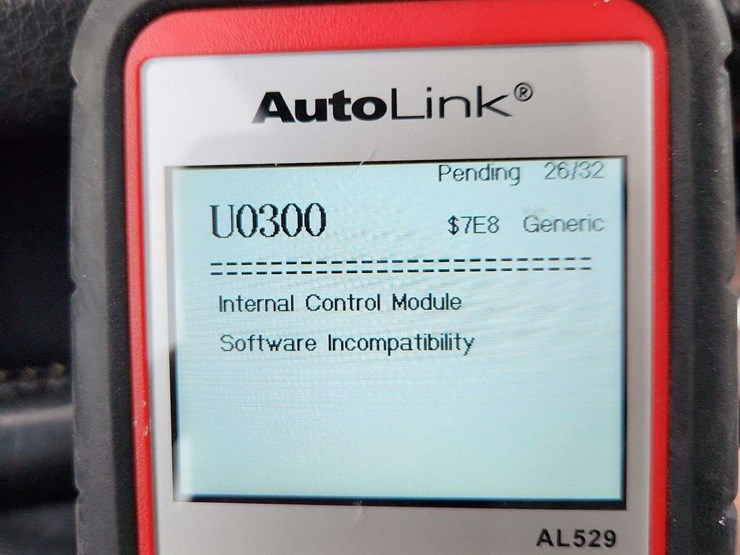 AutoLink®
Pending 26/32
U0300 $7E8 Generic
================================
Internal Control Module
Software Incompatibility
AL529